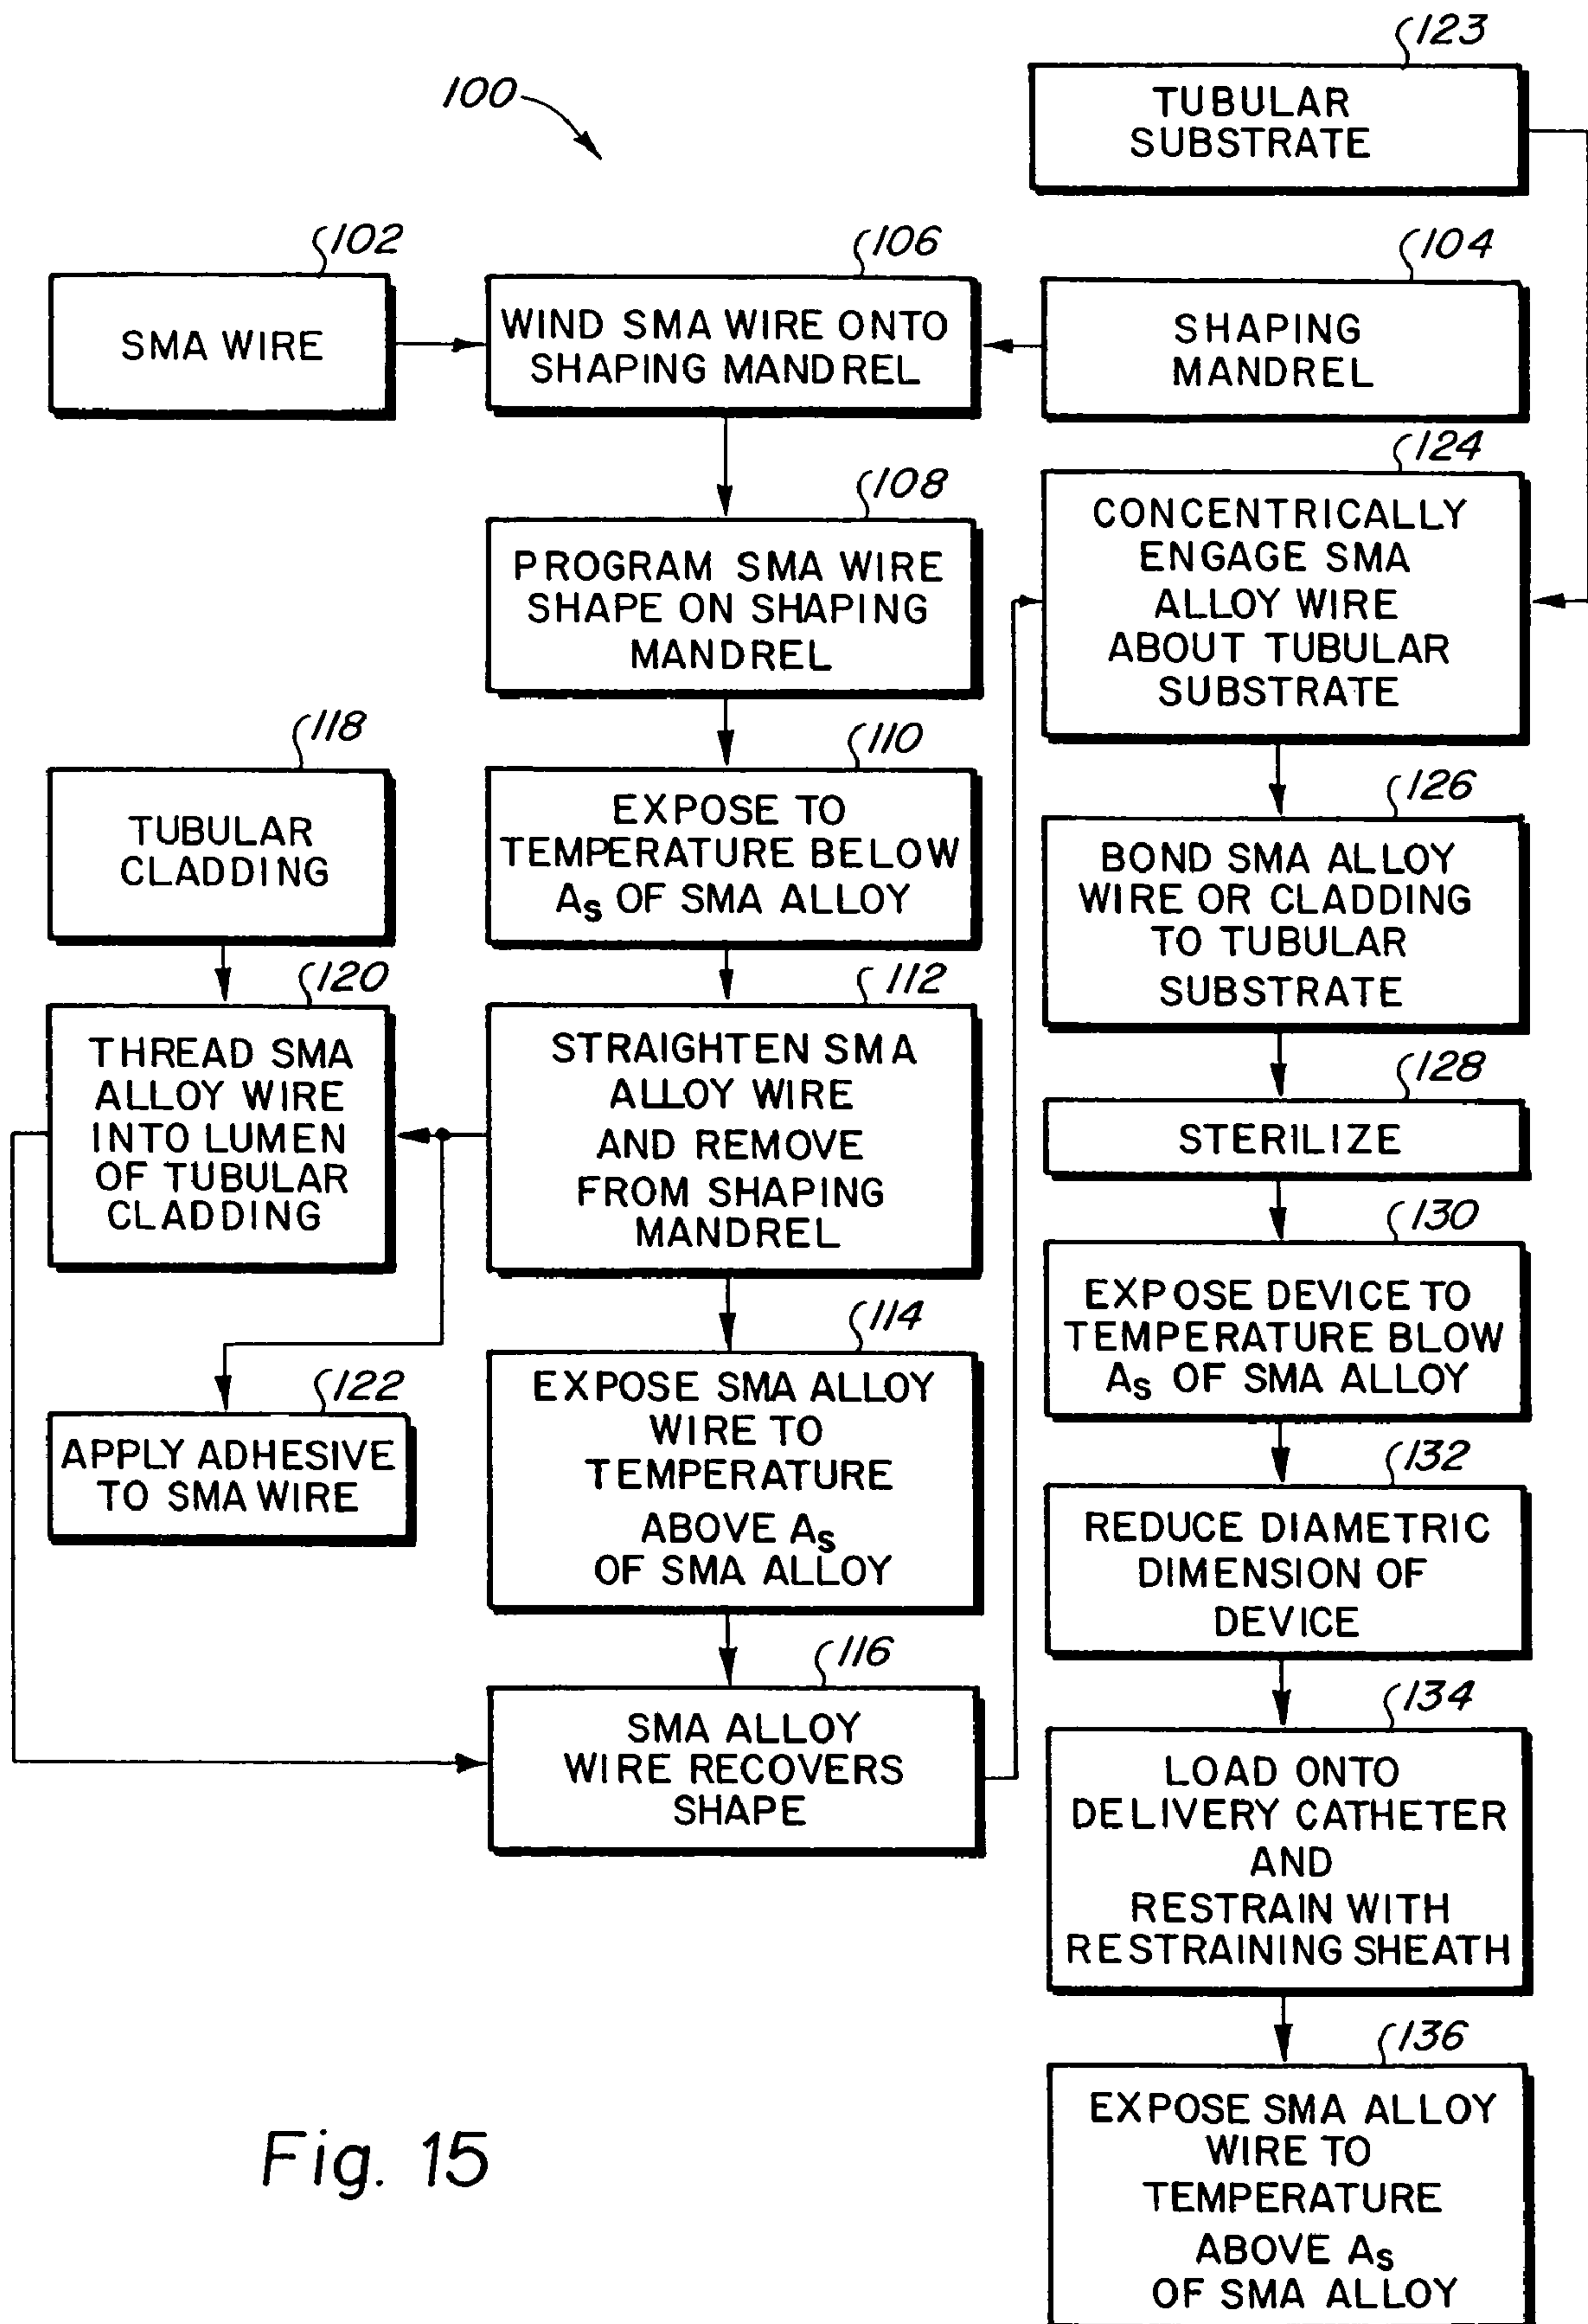 100
123
TUBULAR
SUBSTRATE
102
SMA WIRE
106
WIND SMA WIRE ONTO
SHAPING MANDREL
104
SHAPING
MANDREL
108
PROGRAM SMA WIRE
SHAPE ON SHAPING
MANDREL
110
EXPOSE TO
TEMPERATURE BELOW
As OF SMA ALLOY
118
TUBULAR
CLADDING
120
THREAD SMA
ALLOY WIRE
INTO LUMEN
OF TUBULAR
CLADDING
112
STRAIGHTEN SMA
ALLOY WIRE
AND REMOVE
FROM SHAPING
MANDREL
122
APPLY ADHESIVE
TO SMA WIRE
114
EXPOSE SMA ALLOY
WIRE TO
TEMPERATURE
ABOVE As
OF SMA ALLOY
116
SMA ALLOY
WIRE RECOVERS
SHAPE
124
CONCENTRICALLY
ENGAGE SMA
ALLOY WIRE
ABOUT TUBULAR
SUBSTRATE
126
BOND SMA ALLOY
WIRE OR CLADDING
TO TUBULAR
SUBSTRATE
128
STERILIZE
130
EXPOSE DEVICE TO
TEMPERATURE BLOW
As OF SMA ALLOY
132
REDUCE DIAMETRIC
DIMENSION OF
DEVICE
134
LOAD ONTO
DELIVERY CATHETER
AND
RESTRAIN WITH
RESTRAINING SHEATH
136
EXPOSE SMA ALLOY
WIRE TO
TEMPERATURE
ABOVE As
OF SMA ALLOY
Fig. 15